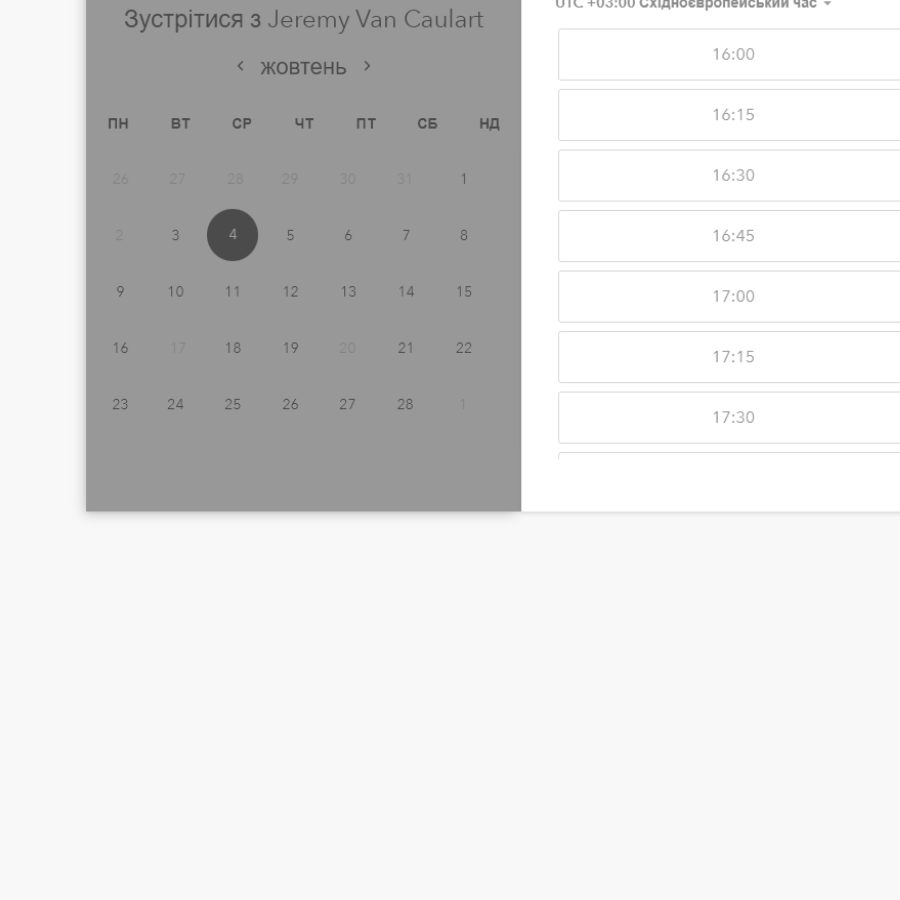 Зустрітися з Jeremy Van Caulart
жовтень
ПН ВТ СР ЧТ ПТ СБ НД
26 27 28 29 30 31 1
2 3 4 5 6 7 8
9 10 11 12 13 14 15
16 17 18 19 20 21 22
23 24 25 26 27 28 1
UTC +03:00 Східноєвропейський час
16:00
16:15
16:30
16:45
17:00
17:15
17:30